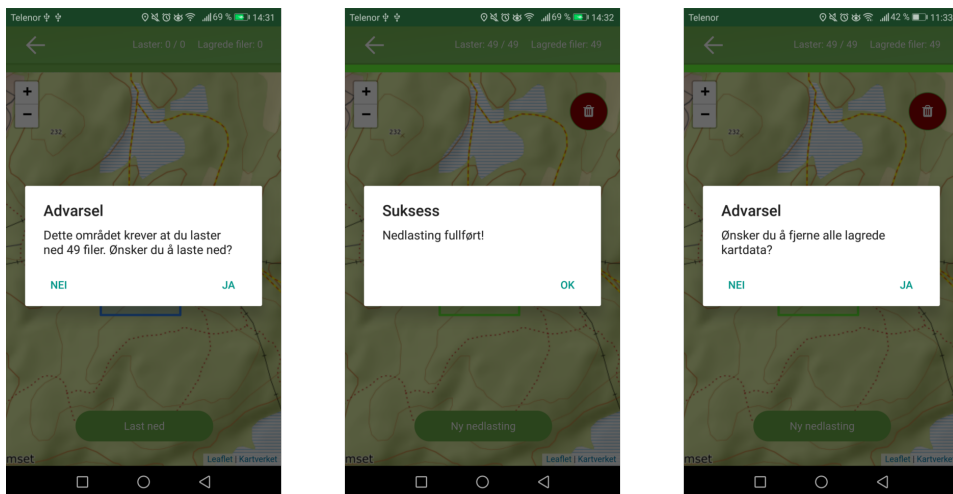 Telenor 69 % 14:31
Laster: 0 / 0 Lagrede filer: 0
+
−
232
Advarsel
Dette området krever at du laster
ned 49 filer. Ønsker du å laste ned?
NEI JA
Last ned
mset
Leaflet | Kartverket
Telenor 69 % 14:32
Laster: 49 / 49 Lagrede filer: 49
+
−
232
Suksess
Nedlasting fullført!
OK
Ny nedlasting
mset
Leaflet | Kartverket
Telenor 42 % 11:33
Laster: 49 / 49 Lagrede filer: 49
+
−
232
Advarsel
Ønsker du å fjerne alle lagrede
kartdata?
NEI JA
Ny nedlasting
mset
Leaflet | Kartverket